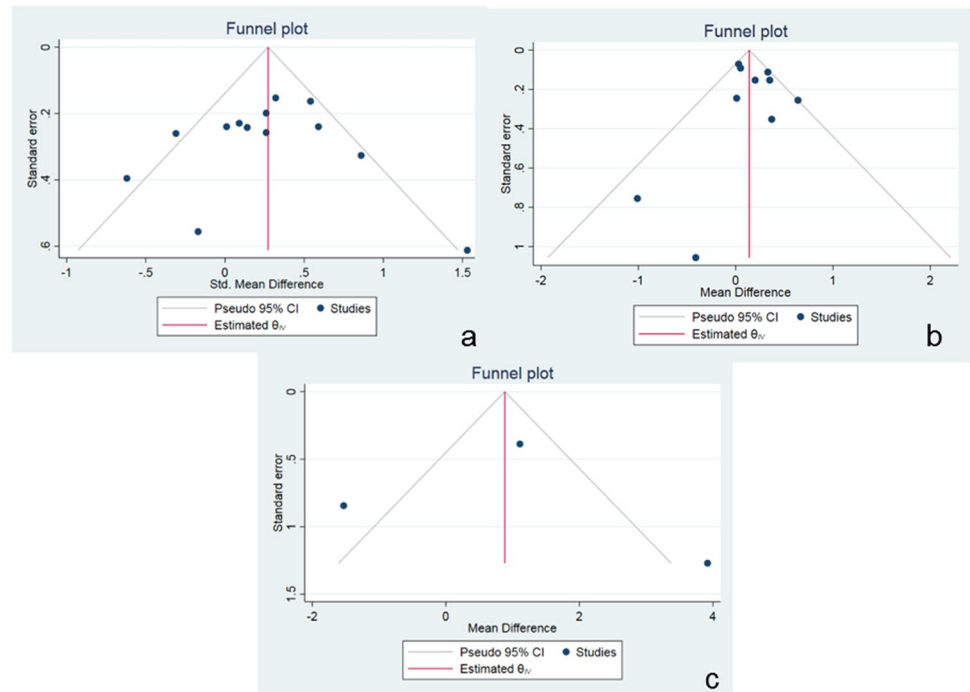 Funnel plot
Standard error
0
.2
.4
.6
-1
-.5
0
.5
1
1.5
Std. Mean Difference
Pseudo 95% CI
Studies
Estimated θIV
a
Funnel plot
Standard error
0
.2
.4
.6
.8
1
-2
-1
0
1
2
Mean Difference
Pseudo 95% CI
Studies
Estimated θIV
b
Funnel plot
Standard error
0
.5
1
1.5
-2
0
2
4
Mean Difference
Pseudo 95% CI
Studies
Estimated θIV
c